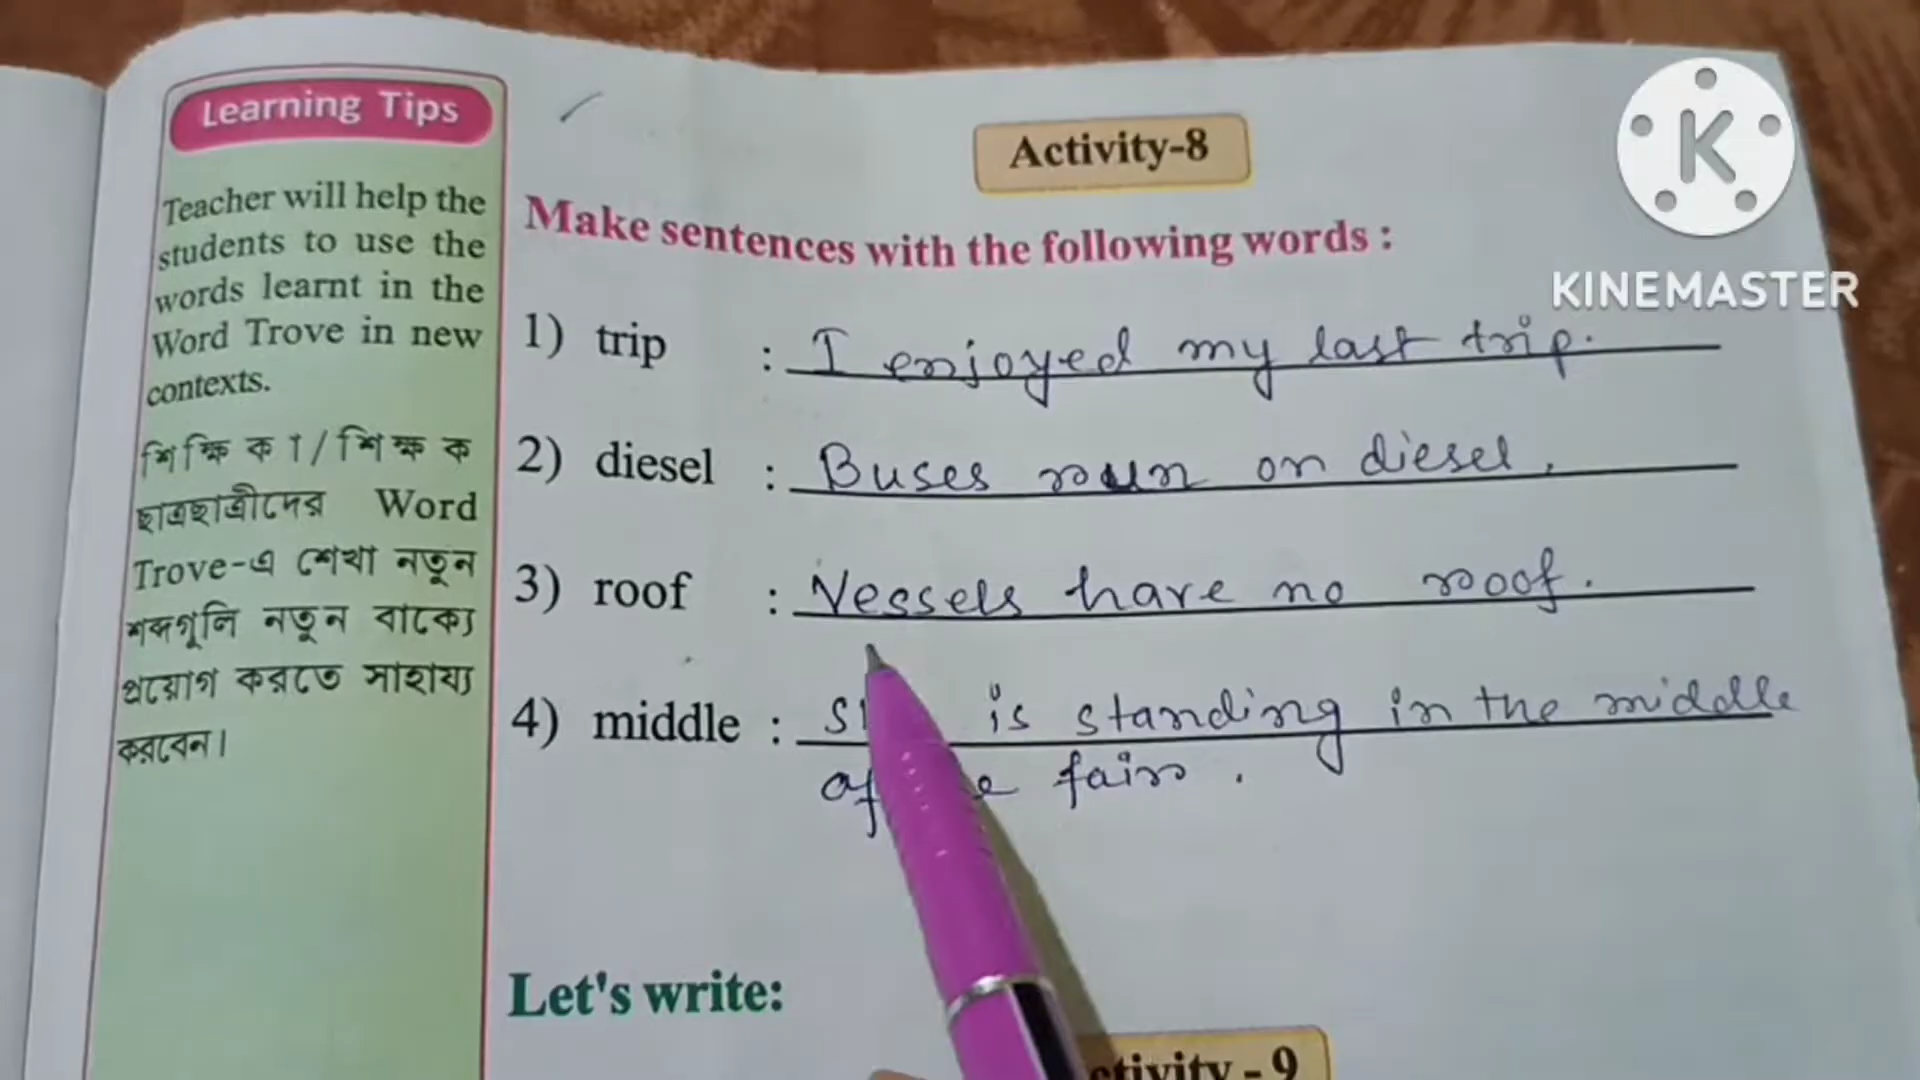 Learning Tips
Teacher will help the
students to use the
words learnt in the
Word Trove in new
contexts.
শিক্ষিকা/শিক্ষক
ছাত্রছাত্রীদের Word
Trove-এ শেখা নতুন
শব্দগুলি নতুন বাক্যে
প্রয়োগ করতে সাহায্য
করবেন।
Activity-8
Make sentences with the following words :
1) trip : I enjoyed my last trip.
2) diesel : Buses run on diesel.
3) roof : Vessels have no roof.
4) middle : is standing in the middle
fair.
Let's write:
ctivity - 9
K
KINEMASTER